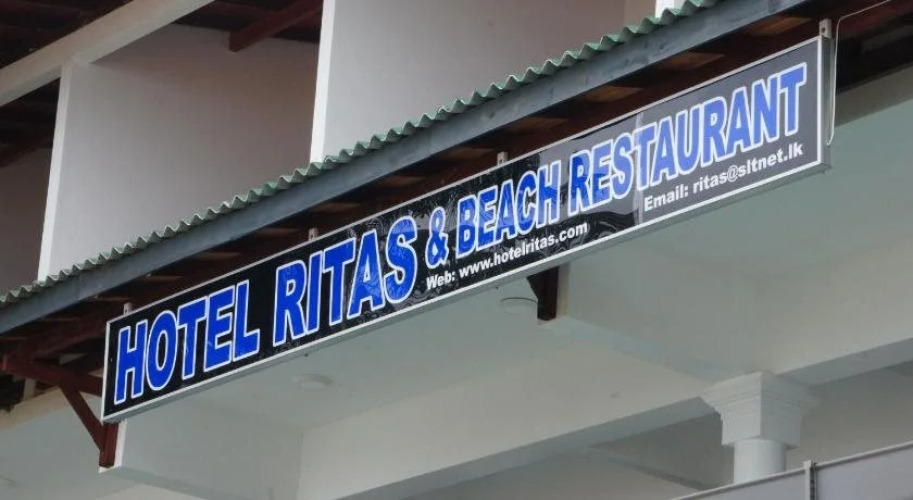 HOTEL RITAS & BEACH RESTAURANT
Web: www.hotelritas.com
Email: ritas@sltnet.lk